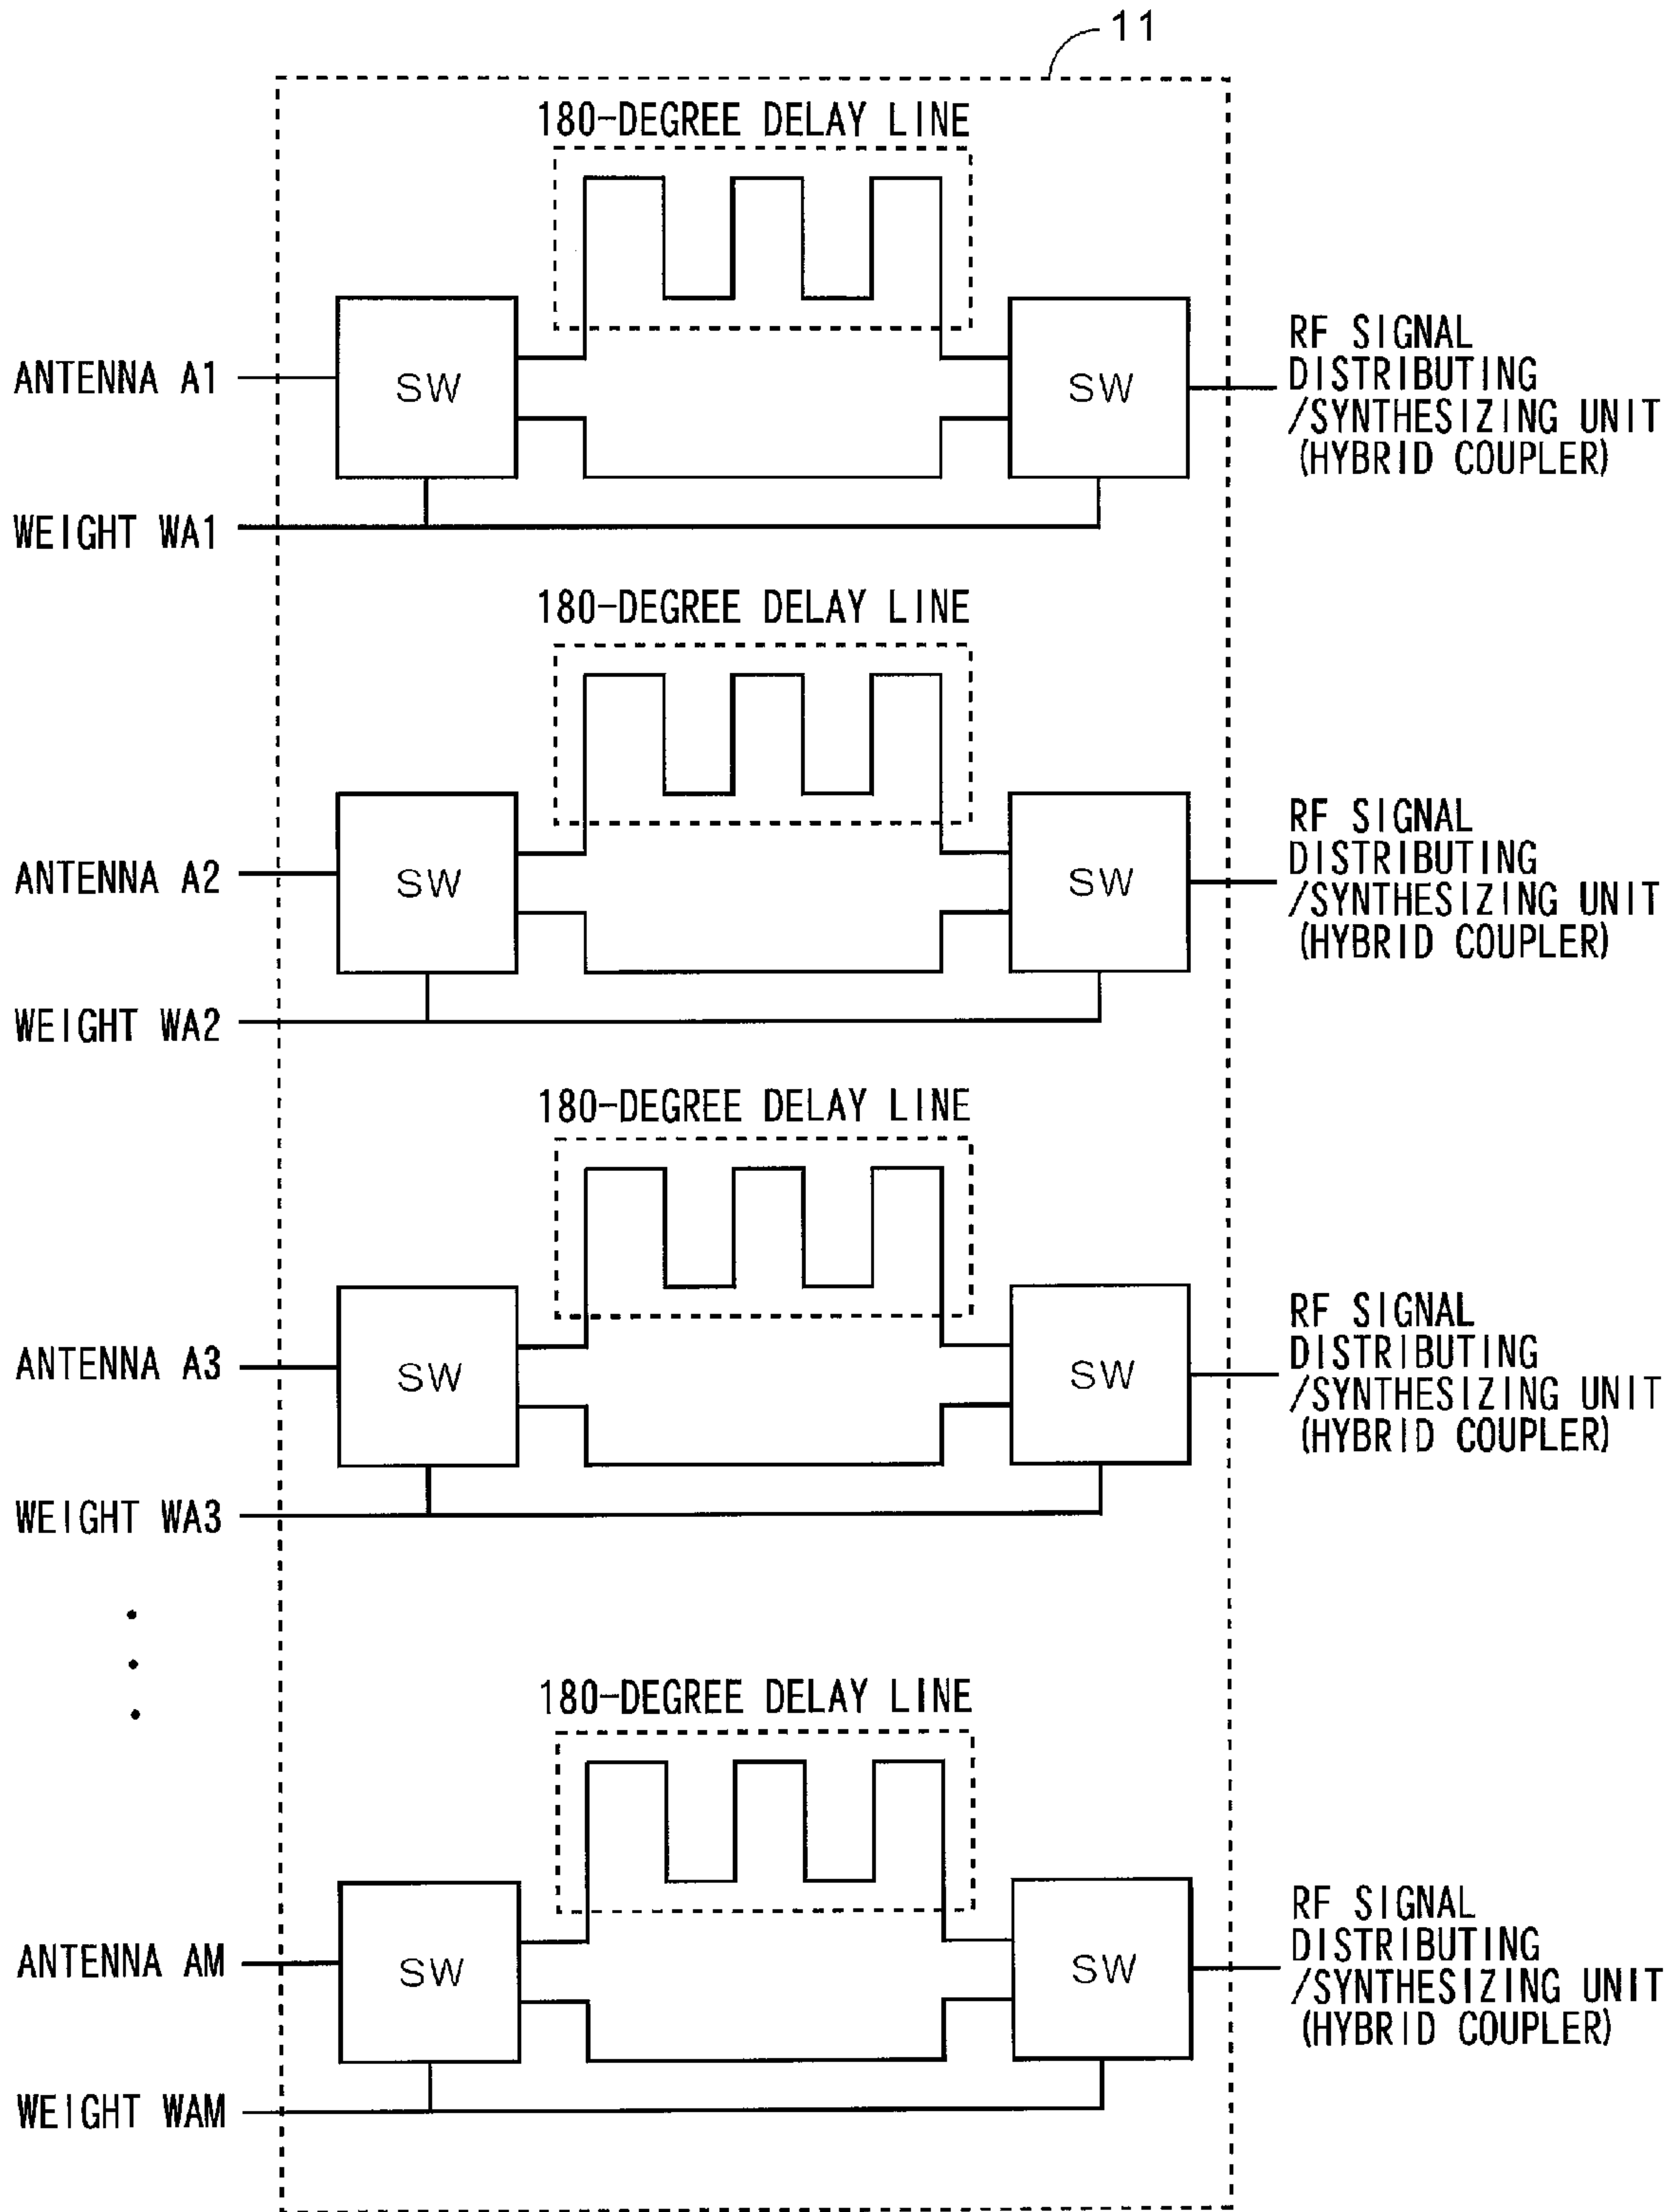 11
180-DEGREE DELAY LINE
ANTENNA A1
SW
SW
RF SIGNAL
DISTRIBUTING
/SYNTHESIZING UNIT
(HYBRID COUPLER)
WEIGHT WA1
180-DEGREE DELAY LINE
ANTENNA A2
SW
SW
RF SIGNAL
DISTRIBUTING
/SYNTHESIZING UNIT
(HYBRID COUPLER)
WEIGHT WA2
180-DEGREE DELAY LINE
ANTENNA A3
SW
SW
RF SIGNAL
DISTRIBUTING
/SYNTHESIZING UNIT
(HYBRID COUPLER)
WEIGHT WA3
180-DEGREE DELAY LINE
ANTENNA AM
SW
SW
RF SIGNAL
DISTRIBUTING
/SYNTHESIZING UNIT
(HYBRID COUPLER)
WEIGHT WAM